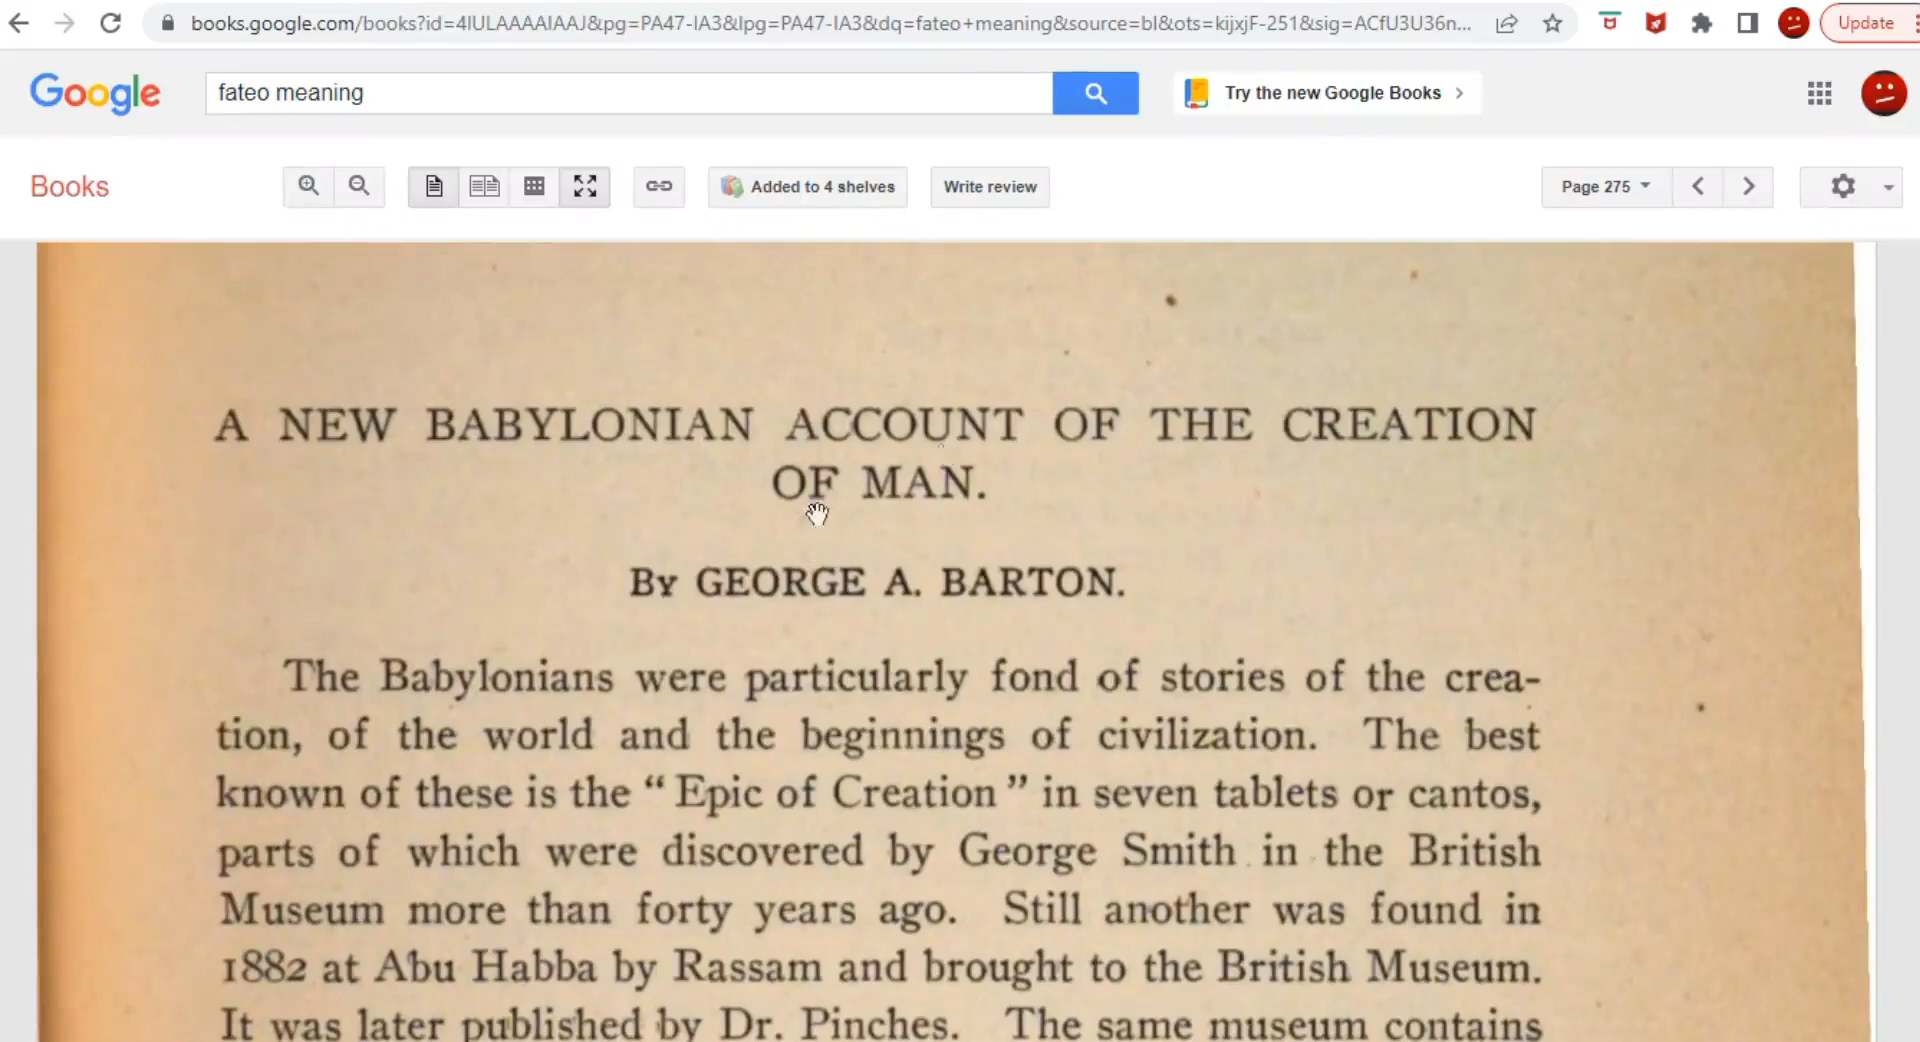 books.google.com/books?id=4lULAAAAIAAJ&pg=PA47-IA3&lpg=PA47-IA3&dq=fateo+meaning&source=bl&ots=kijxjF-251&sig=ACfU3U36n...
Update
Google
fateo meaning
Try the new Google Books
Books
Added to 4 shelves
Write review
Page 275
A NEW BABYLONIAN ACCOUNT OF THE CREATION
OF MAN.
By GEORGE A. BARTON.
The Babylonians were particularly fond of stories of the crea-
tion, of the world and the beginnings of civilization. The best
known of these is the “Epic of Creation” in seven tablets or cantos,
parts of which were discovered by George Smith in the British
Museum more than forty years ago. Still another was found in
1882 at Abu Habba by Rassam and brought to the British Museum.
It was later published by Dr. Pinches. The same museum contains